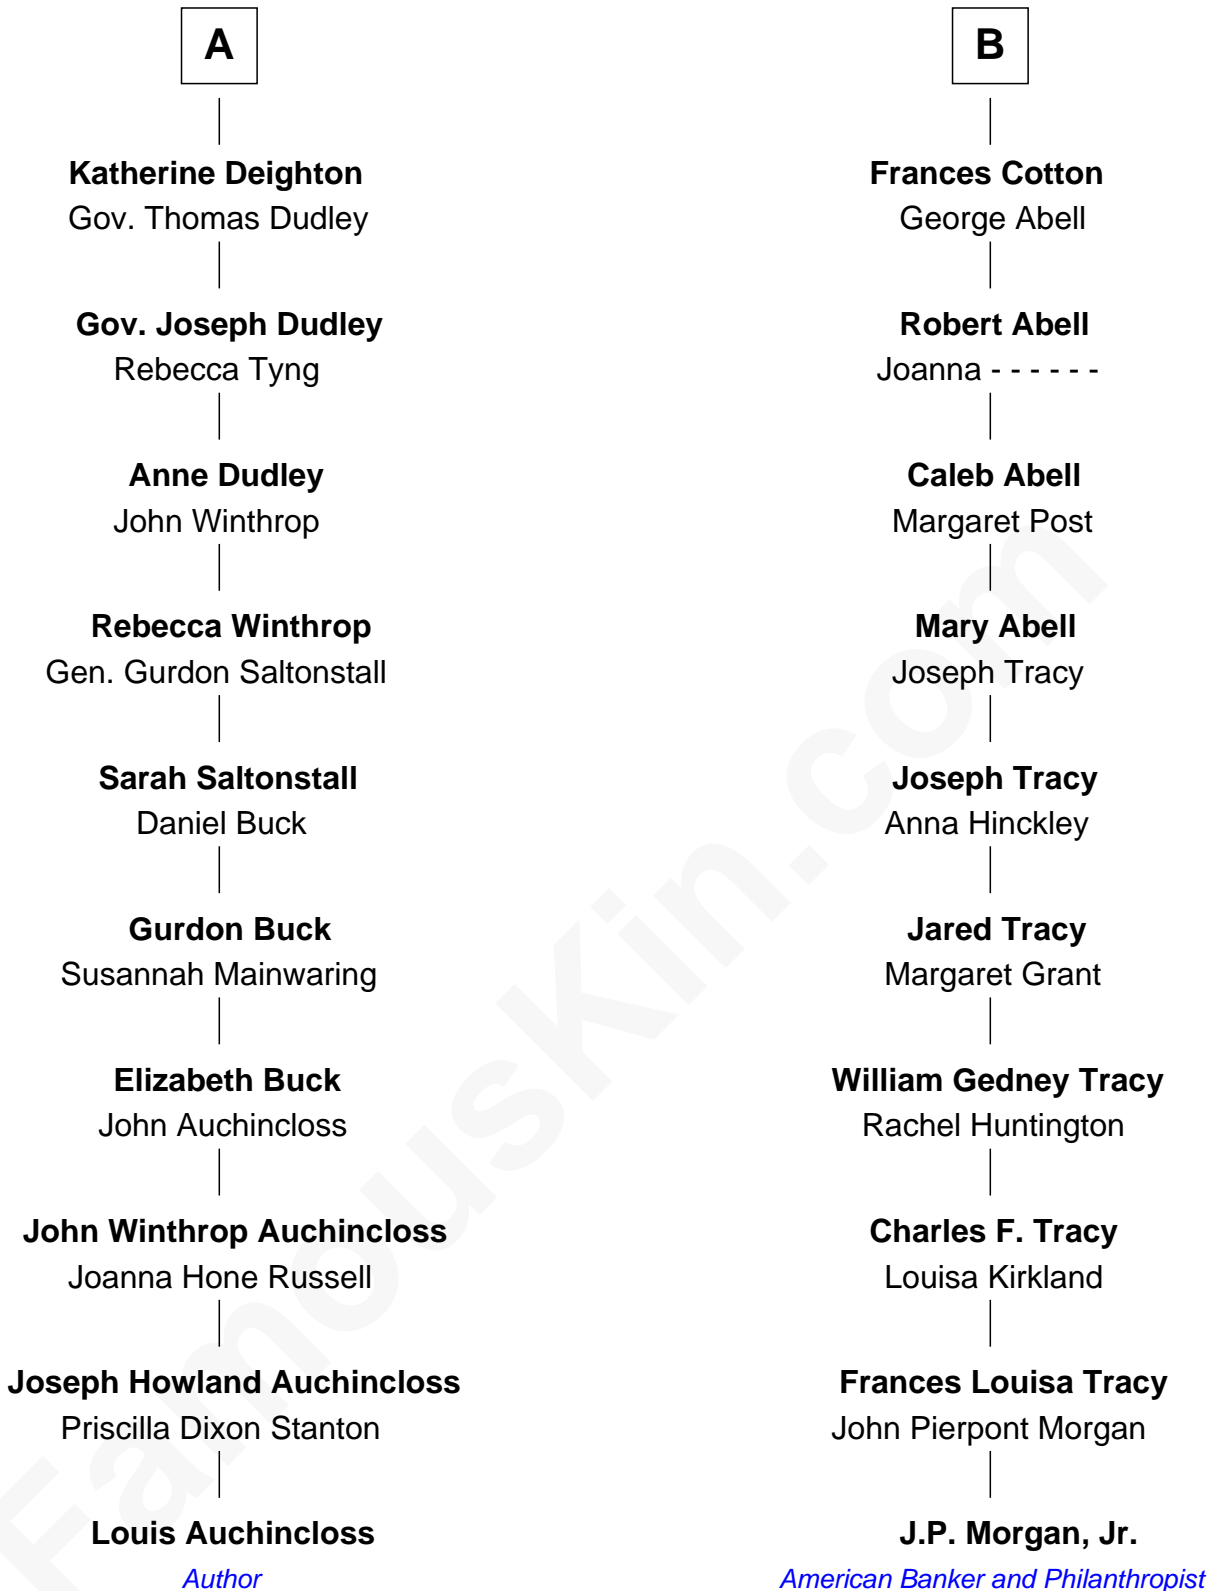 A
Katherine Deighton
Gov. Thomas Dudley
Gov. Joseph Dudley
Rebecca Tyng
Anne Dudley
John Winthrop
Rebecca Winthrop
Gen. Gurdon Saltonstall
Sarah Saltonstall
Daniel Buck
Gurdon Buck
Susannah Mainwaring
Elizabeth Buck
John Auchincloss
John Winthrop Auchincloss
Joanna Hone Russell
Joseph Howland Auchincloss
Priscilla Dixon Stanton
Louis Auchincloss
Author
B
Frances Cotton
George Abell
Robert Abell
Joanna - - - - - -
Caleb Abell
Margaret Post
Mary Abell
Joseph Tracy
Joseph Tracy
Anna Hinckley
Jared Tracy
Margaret Grant
William Gedney Tracy
Rachel Huntington
Charles F. Tracy
Louisa Kirkland
Frances Louisa Tracy
John Pierpont Morgan
J.P. Morgan, Jr.
American Banker and Philanthropist
FamousKin.com